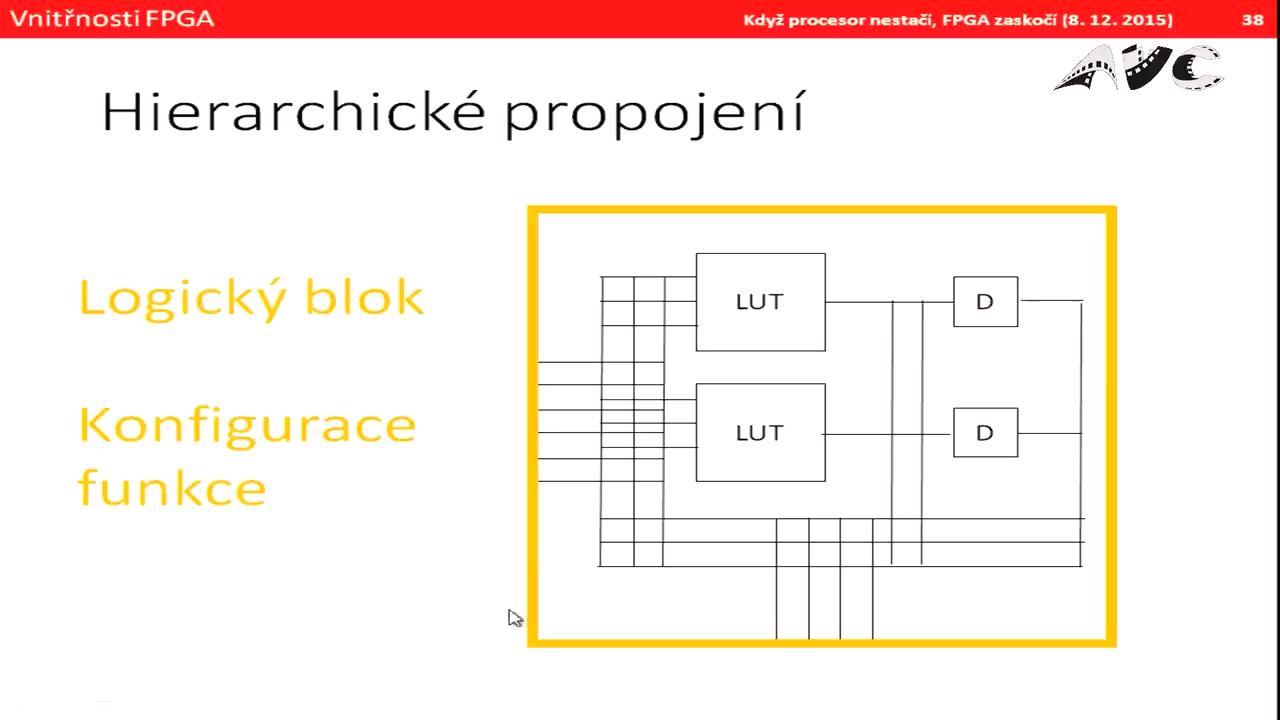 Vnitřnosti FPGA
Když procesor nestačí, FPGA zaskočí (8. 12. 2015) 38
AVC
Hierarchické propojení
Logický blok
Konfigurace
funkce
LUT
D
LUT
D